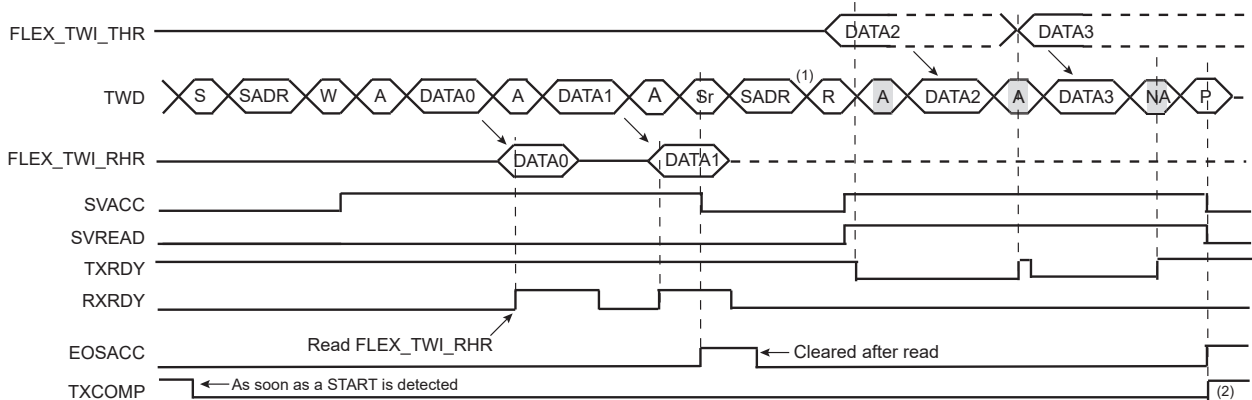 FLEX_TWI_THR DATA2 DATA3
(1)
TWD S SADR W A DATA0 A DATA1 A Sr SADR R A DATA2 A DATA3 NA P
FLEX_TWI_RHR DATA0 DATA1
SVACC
SVREAD
TXRDY
RXRDY
Read FLEX_TWI_RHR
EOSACC Cleared after read
TXCOMP As soon as a START is detected (2)